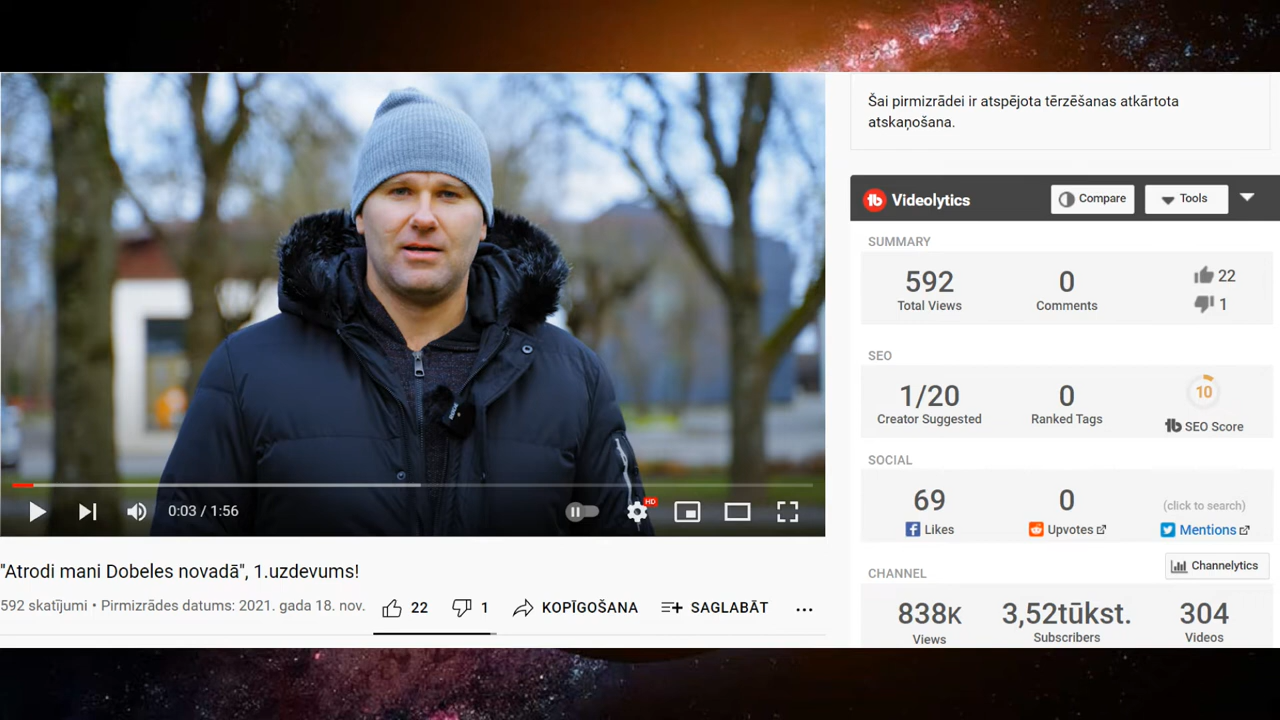 Šai pirmizrādei ir atspējota tērzēšanas atkārtota
atskaņošana.
Videolytics
Compare
Tools
SUMMARY
592
0
22
Total Views
Comments
1
SEO
1/20
0
10
Creator Suggested
Ranked Tags
SEO Score
SOCIAL
69
0
(click to search)
Likes
Upvotes
Mentions
CHANNEL
Channelytics
838K
3,52tūkst.
304
Views
Subscribers
Videos
HD
0:03 / 1:56
"Atrodi mani Dobeles novadā", 1.uzdevums!
592 skatījumi • Pirmizrādes datums: 2021. gada 18. nov.
22
1
KOPĪGOŠANA
SAGLABĀT